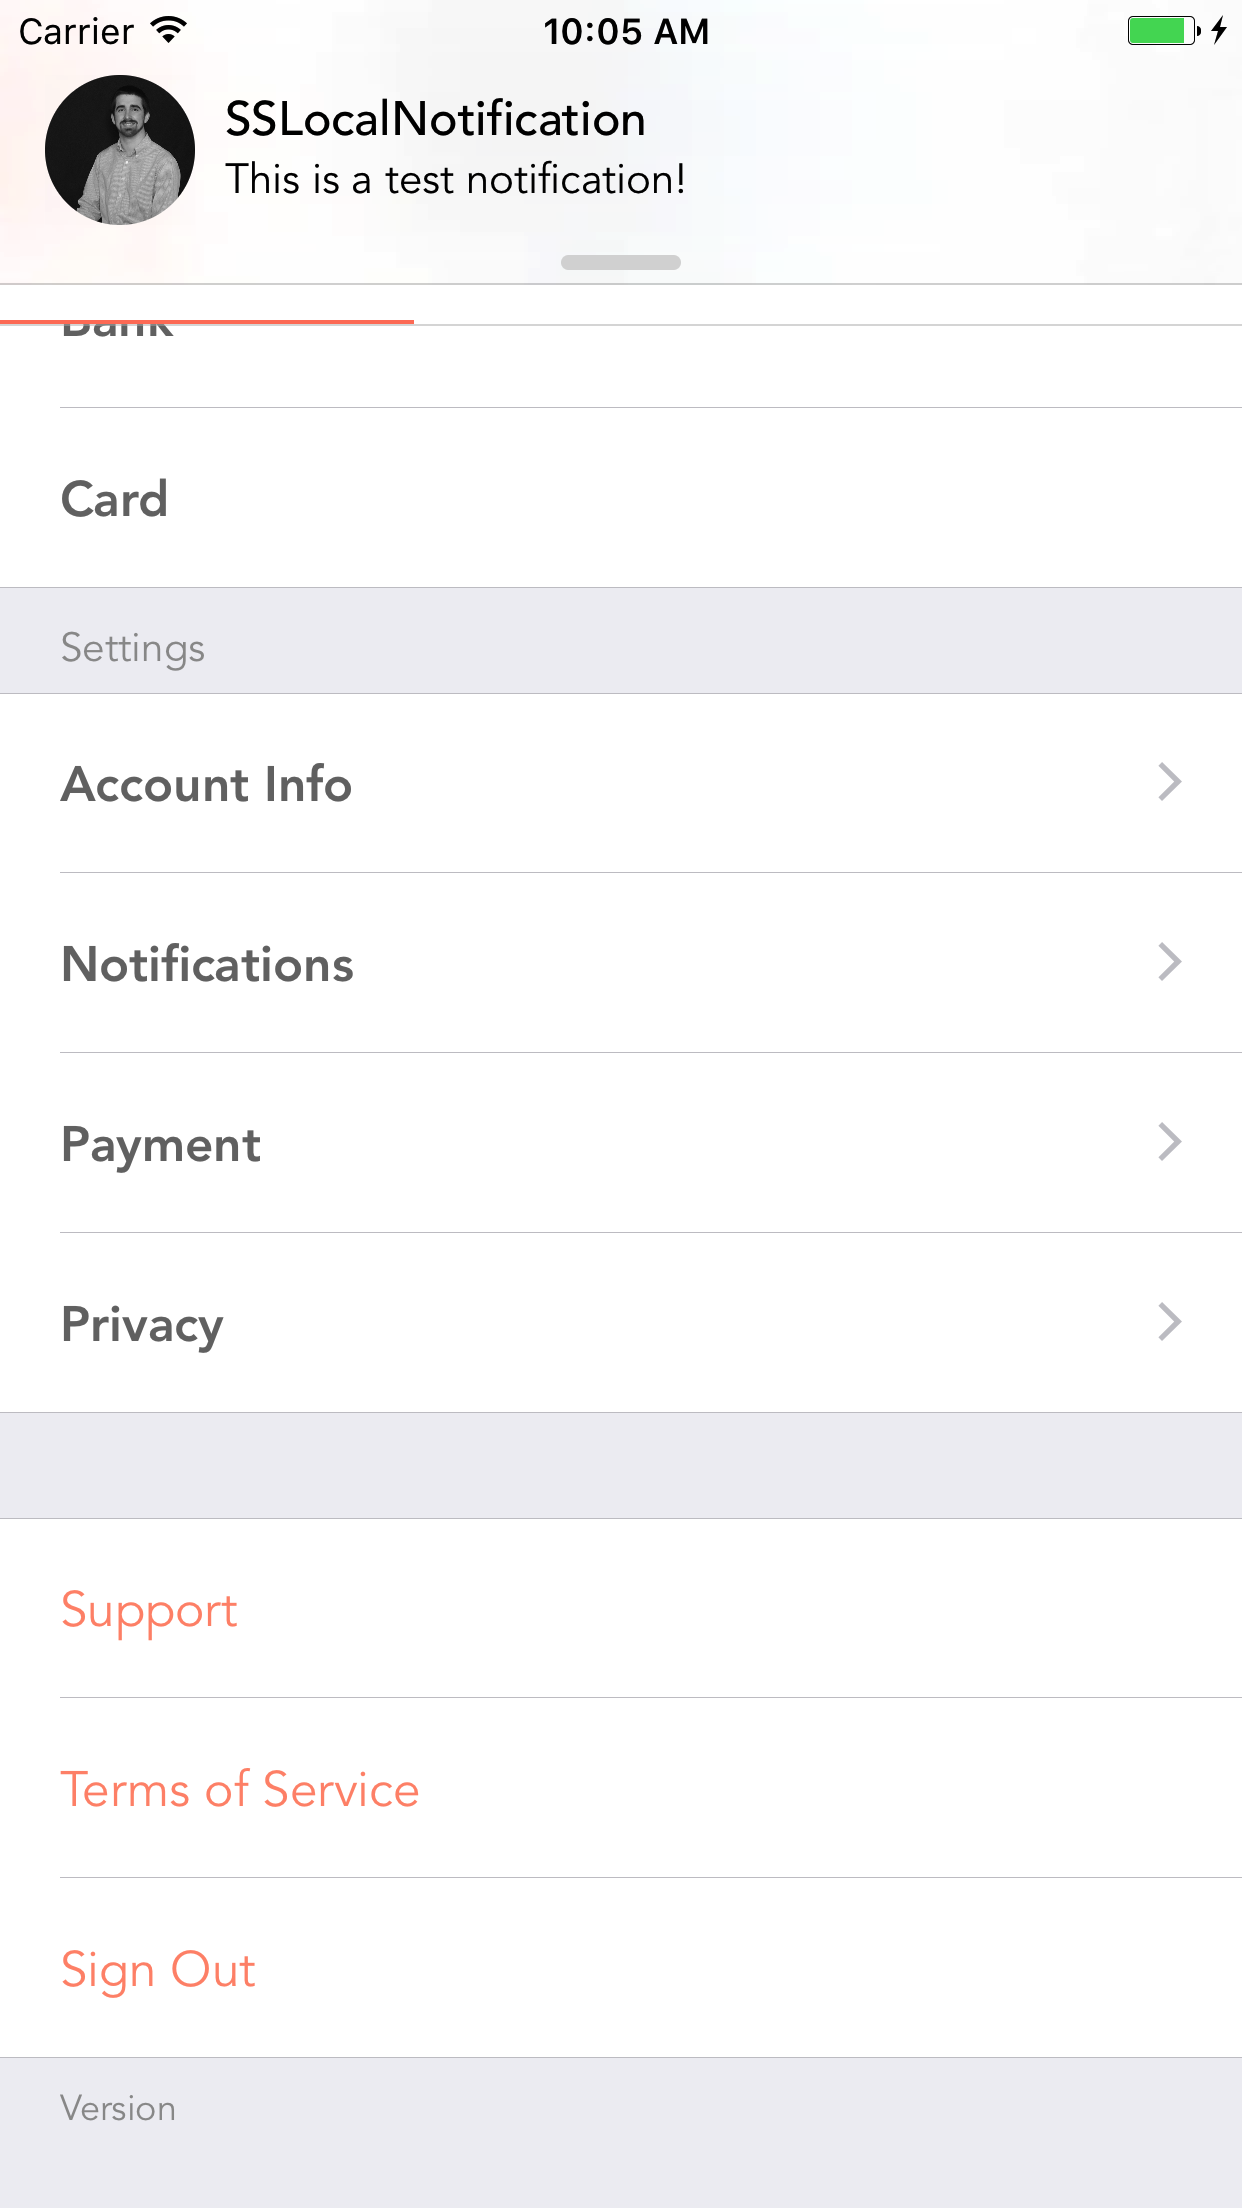 Carrier
10:05 AM
SSLocalNotification
This is a test notification!
Bank
Card
Settings
Account Info
Notifications
Payment
Privacy
Support
Terms of Service
Sign Out
Version